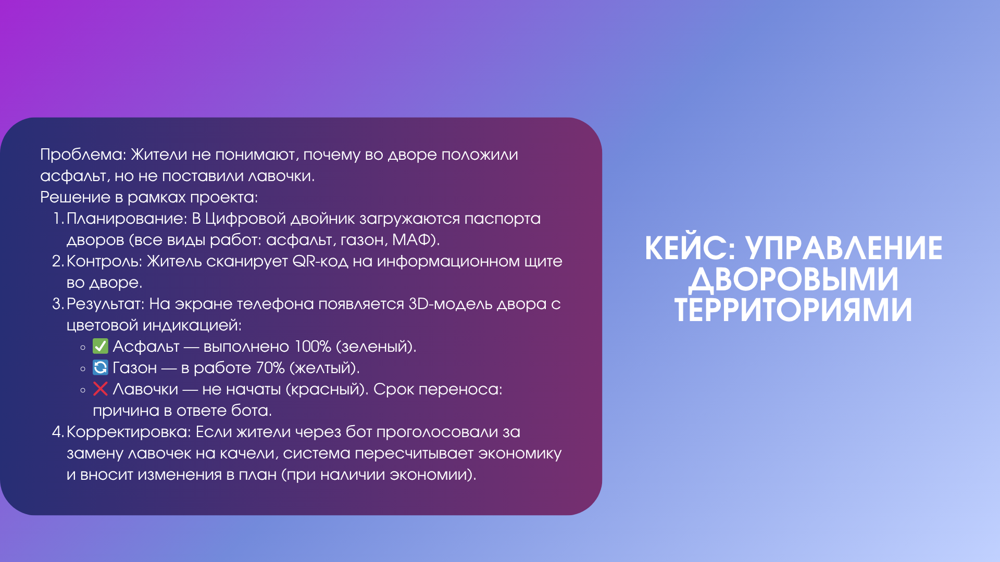 Проблема: Жители не понимают, почему во дворе положили
асфальт, но не поставили лавочки.
Решение в рамках проекта:
1. Планирование: В Цифровой двойник загружаются паспорта
дворов (все виды работ: асфальт, газон, МАФ).
2. Контроль: Житель сканирует QR-код на информационном щите
во дворе.
3. Результат: На экране телефона появляется 3D-модель двора с
цветовой индикацией:
◦ ✅ Асфальт — выполнено 100% (зеленый).
◦ 🔄 Газон — в работе 70% (желтый).
◦ ❌ Лавочки — не начаты (красный). Срок переноса:
причина в ответе бота.
4. Корректировка: Если жители через бот проголосовали за
замену лавочек на качели, система пересчитывает экономику
и вносит изменения в план (при наличии экономии).
КЕЙС: УПРАВЛЕНИЕ
ДВОРОВЫМИ
ТЕРРИТОРИЯМИ